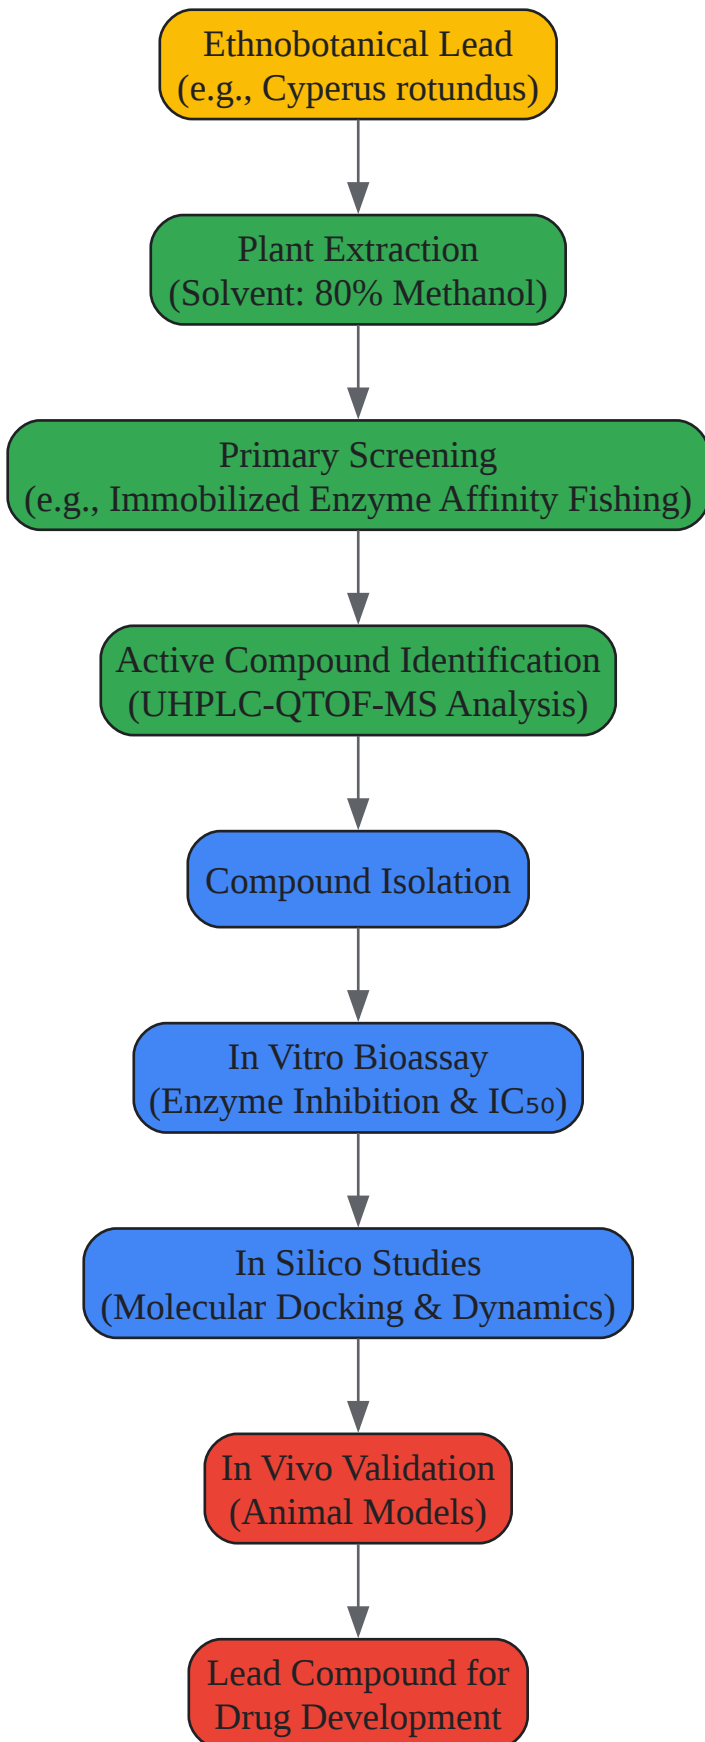 Ethnobotanical Lead
(e.g., Cyperus rotundus)
Plant Extraction
(Solvent: 80% Methanol)
Primary Screening
(e.g., Immobilized Enzyme Affinity Fishing)
Active Compound Identification
(UHPLC-QTOF-MS Analysis)
Compound Isolation
In Vitro Bioassay
(Enzyme Inhibition & IC₅₀)
In Silico Studies
(Molecular Docking & Dynamics)
In Vivo Validation
(Animal Models)
Lead Compound for
Drug Development